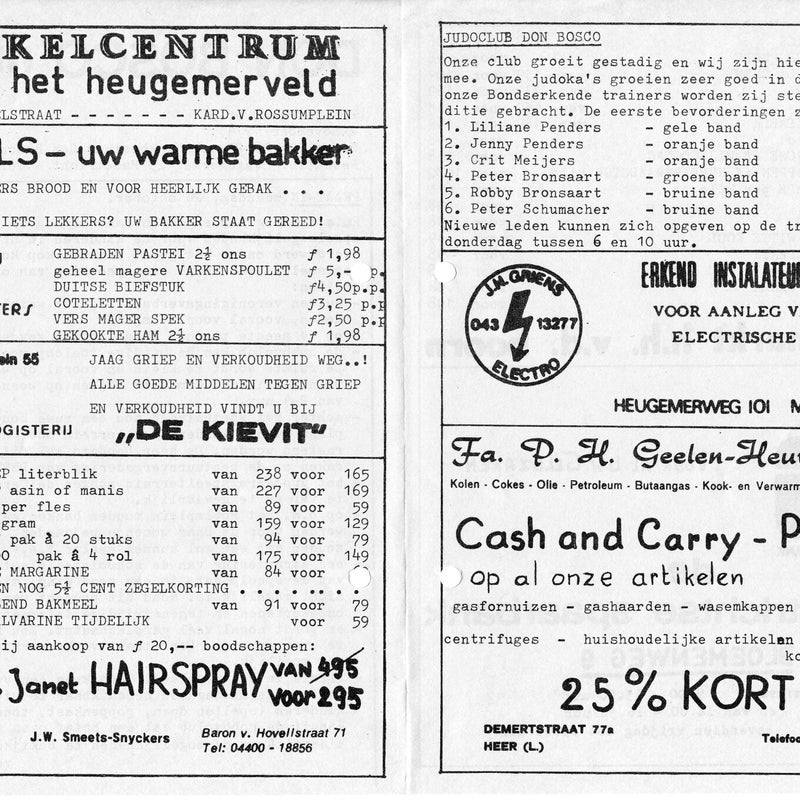 KELCENTRUM
het heugemerveld
LSTRAAT - - - - - - - KARD.V.ROSSUMPLEIN
LS - uw warme bakker
ERS BROOD EN VOOR HEERLIJK GEBAK . . .
IETS LEKKERS? UW BAKKER STAAT GEREED!
GEBRADEN PASTEI 2½ ons ƒ 1,98
geheel magere VARKENSPOULET ƒ 5,- p.p.
DUITSE BIEFSTUK ƒ4,50p.p.
COTELETTEN ƒ3,25 p.p
VERS MAGER SPEK ƒ2,50 p.p
GEKOOKTE HAM 2½ ons ƒ 1,98
TERS
ein 55
JAAG GRIEP EN VERKOUDHEID WEG..!
ALLE GOEDE MIDDELEN TEGEN GRIEP
EN VERKOUDHEID VINDT U BIJ
OGISTERIJ „DE KIEVIT"
EP literblik van 238 voor 165
asin of manis van 227 voor 169
per fles van 89 voor 59
gram van 159 voor 129
pak à 20 stuks van 94 voor 79
0 pak â 4 rol van 175 voor 149
E MARGARINE van 84 voor 6
EN NOG 5½ CENT ZEGELKORTING . . . . . . . .
END BAKMEEL van 91 voor 79
ALVARINE TIJDELIJK voor 59
ij aankoop van ƒ 20,-- boodschappen:
. Janet HAIRSPRAY VAN 495
voor 295
J.W. Smeets-Snyckers
Baron v. Hovellstraat 71
Tel: 04400 - 18856
JUDOCLUB DON BOSCO
Onze club groeit gestadig en wij zijn hie
mee. Onze judoka's groeien zeer goed in d
onze Bondserkende trainers worden zij ste
ditie gebracht. De eerste bevorderingen z
1. Liliane Penders - gele band
2. Jenny Penders - oranje band
3. Crit Meijers - oranje band
4. Peter Bronsaart - groene band
5. Robby Bronsaart - bruine band
6. Peter Schumacher - bruine band
Nieuwe leden kunnen zich opgeven op de tr
donderdag tussen 6 en 10 uur.
J.H. GRIENS
043 13277
ELECTRO
ERKEND INSTALATEU
VOOR AANLEG V
ELECTRISCHE
HEUGEMERWEG 101 M
Fa. P. H. Geelen-Heu
Kolen - Cokes - Olie - Petroleum - Butaangas - Kook- en Verwarm
Cash and Carry - P
op al onze artikelen
gasfornuizen - gashaarden - wasemkappen
centrifuges - huishoudelijke artikelen
ko
25% KORT
DEMERTSTRAAT 77a
HEER (L.)
Telefoo